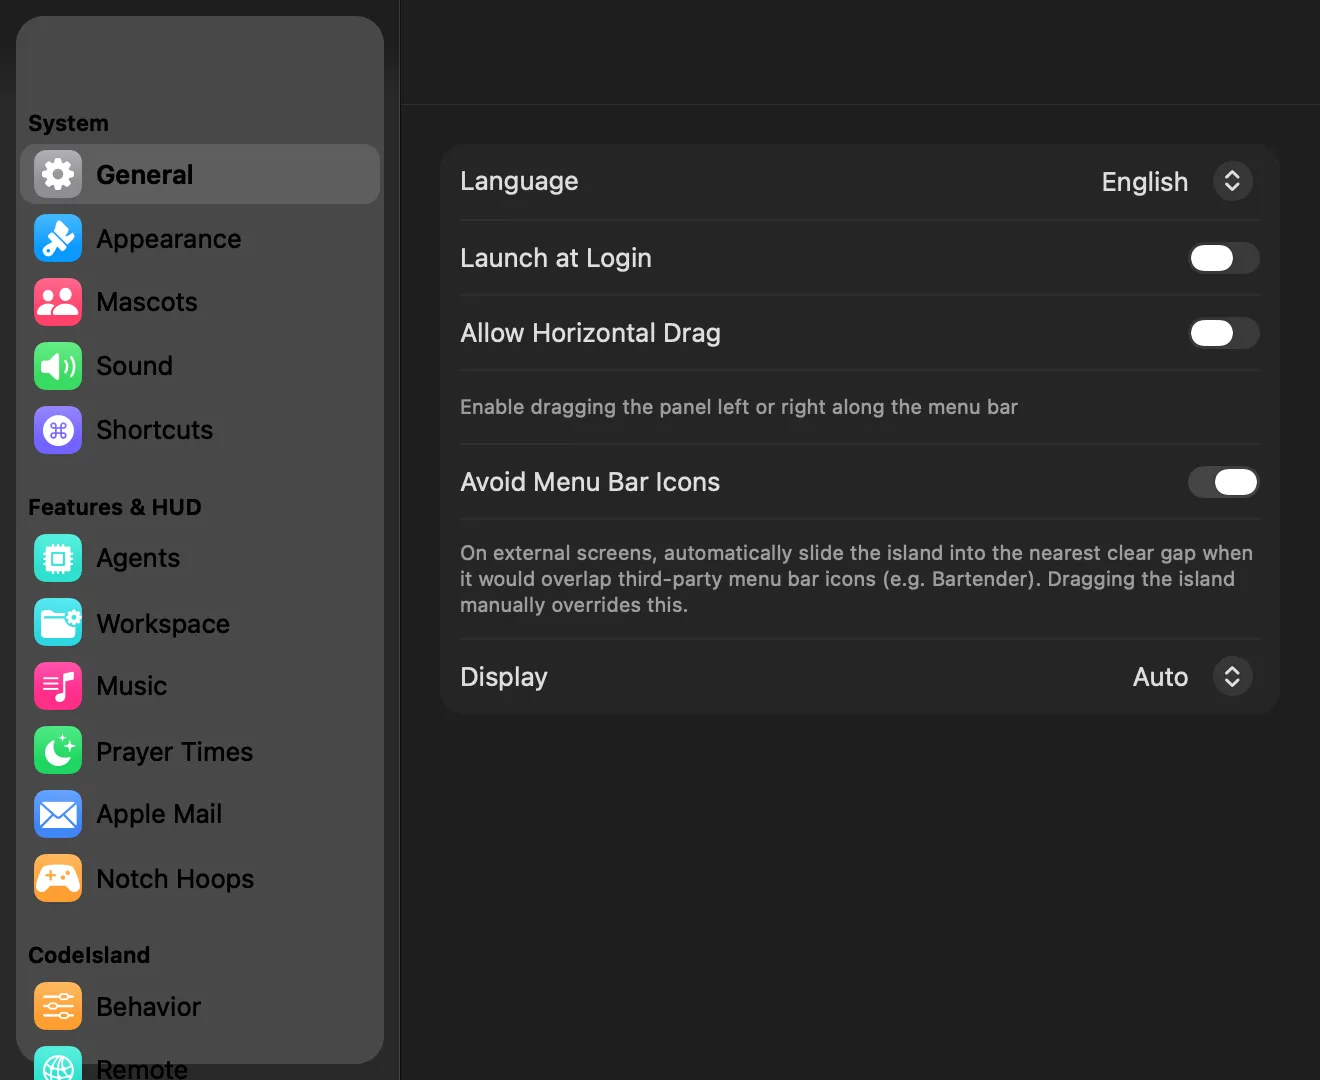 System
General
Appearance
Mascots
Sound
Shortcuts
Features & HUD
Agents
Workspace
Music
Prayer Times
Apple Mail
Notch Hoops
CodeIsland
Behavior
Remote
Language
English
Launch at Login
Allow Horizontal Drag
Enable dragging the panel left or right along the menu bar
Avoid Menu Bar Icons
On external screens, automatically slide the island into the nearest clear gap when
it would overlap third-party menu bar icons (e.g. Bartender). Dragging the island
manually overrides this.
Display
Auto